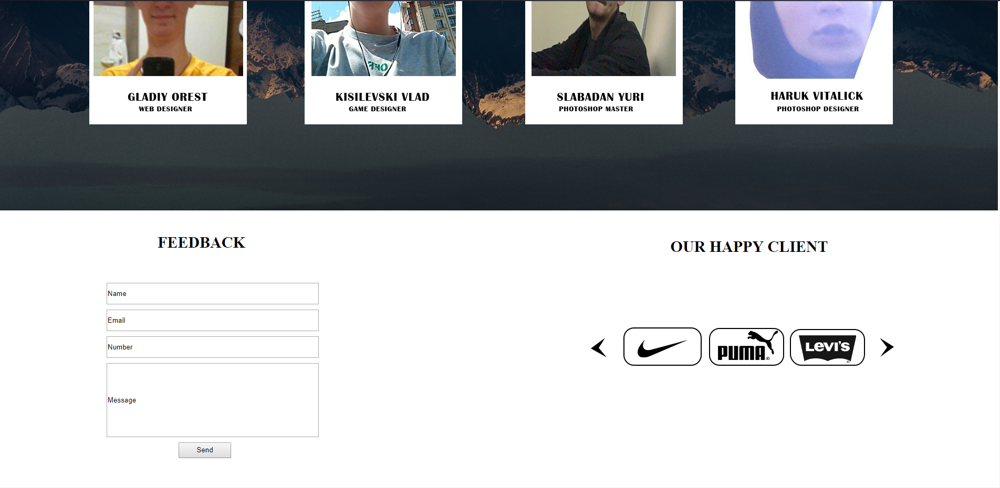 OFF
GLADIY OREST
WEB DESIGNER
KISILEVSKI VLAD
GAME DESIGNER
SLABADAN YURI
PHOTOSHOP MASTER
HARUK VITALICK
PHOTOSHOP DESIGNER
FEEDBACK
Name
Email
Number
Message
Send
OUR HAPPY CLIENT
PUMA®
LEVI'S®